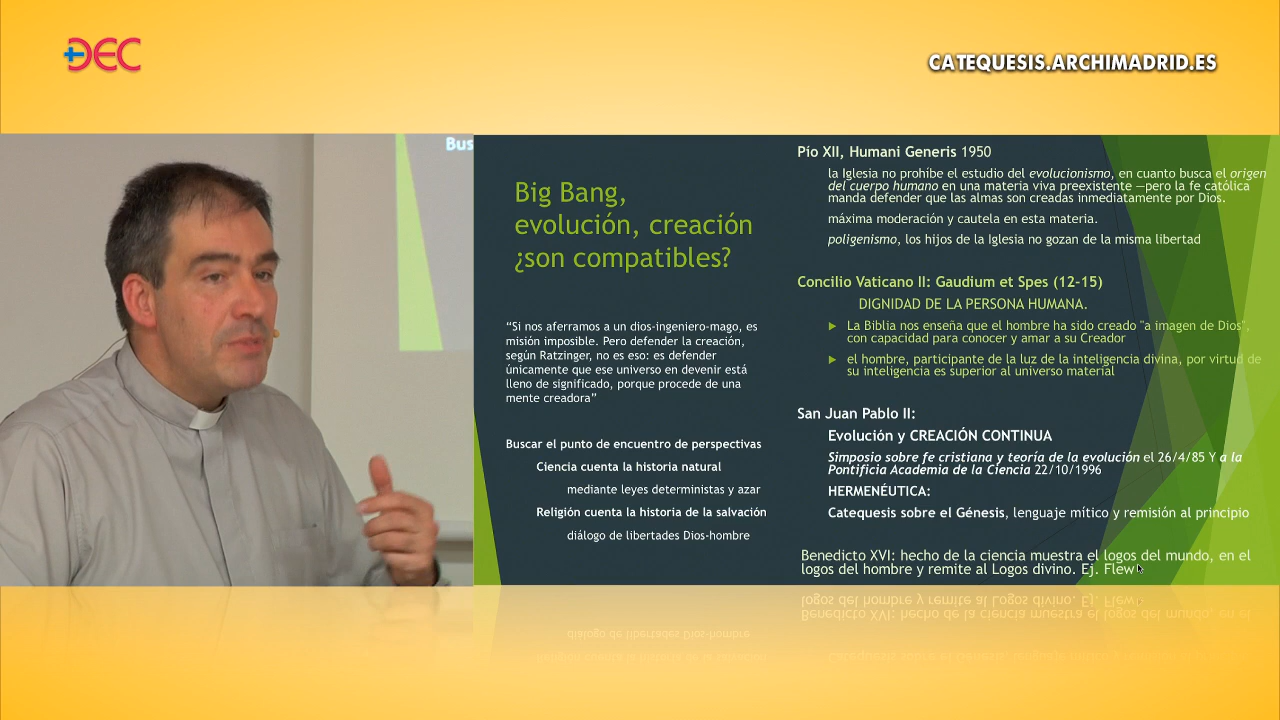 DEC
CATEQUESIS.ARCHIMADRID.ES
Bus
Big Bang,
evolución, creación
¿son compatibles?
“Si nos aferramos a un dios-ingeniero-mago, es
misión imposible. Pero defender la creación,
según Ratzinger, no es eso: es defender
únicamente que ese universo en devenir está
lleno de significado, porque procede de una
mente creadora”
Buscar el punto de encuentro de perspectivas
Ciencia cuenta la historia natural
mediante leyes deterministas y azar
Religión cuenta la historia de la salvación
diálogo de libertades Dios-hombre
Pío XII, Humani Generis 1950
la Iglesia no prohíbe el estudio del evolucionismo, en cuanto busca el origen
del cuerpo humano en una materia viva preexistente —pero la fe católica
manda defender que las almas son creadas inmediatamente por Dios.
máxima moderación y cautela en esta materia.
poligenismo, los hijos de la Iglesia no gozan de la misma libertad
Concilio Vaticano II: Gaudium et Spes (12-15)
DIGNIDAD DE LA PERSONA HUMANA.
La Biblia nos enseña que el hombre ha sido creado "a imagen de Dios",
con capacidad para conocer y amar a su Creador
el hombre, participante de la luz de la inteligencia divina, por virtud de
su inteligencia es superior al universo material
San Juan Pablo II:
Evolución y CREACIÓN CONTINUA
Simposio sobre fe cristiana y teoría de la evolución el 26/4/85 Y a la
Pontificia Academia de la Ciencia 22/10/1996
HERMENÉUTICA:
Catequesis sobre el Génesis, lenguaje mítico y remisión al principio
Benedicto XVI: hecho de la ciencia muestra el logos del mundo, en el
logos del hombre y remite al Logos divino. Ej. Flew